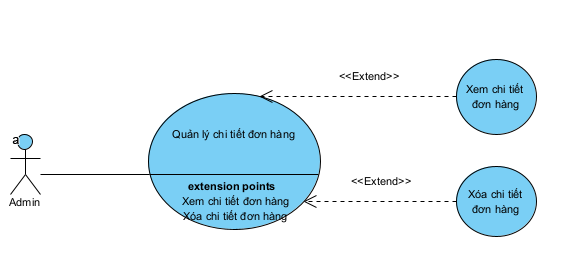 <<Extend>>
Xem chi tiết
đơn hàng
Quản lý chi tiết đơn hàng
a
Admin
extension points
Xem chi tiết đơn hàng
Xóa chi tiết đơn hàng
<<Extend>>
Xóa chi tiết
đơn hàng